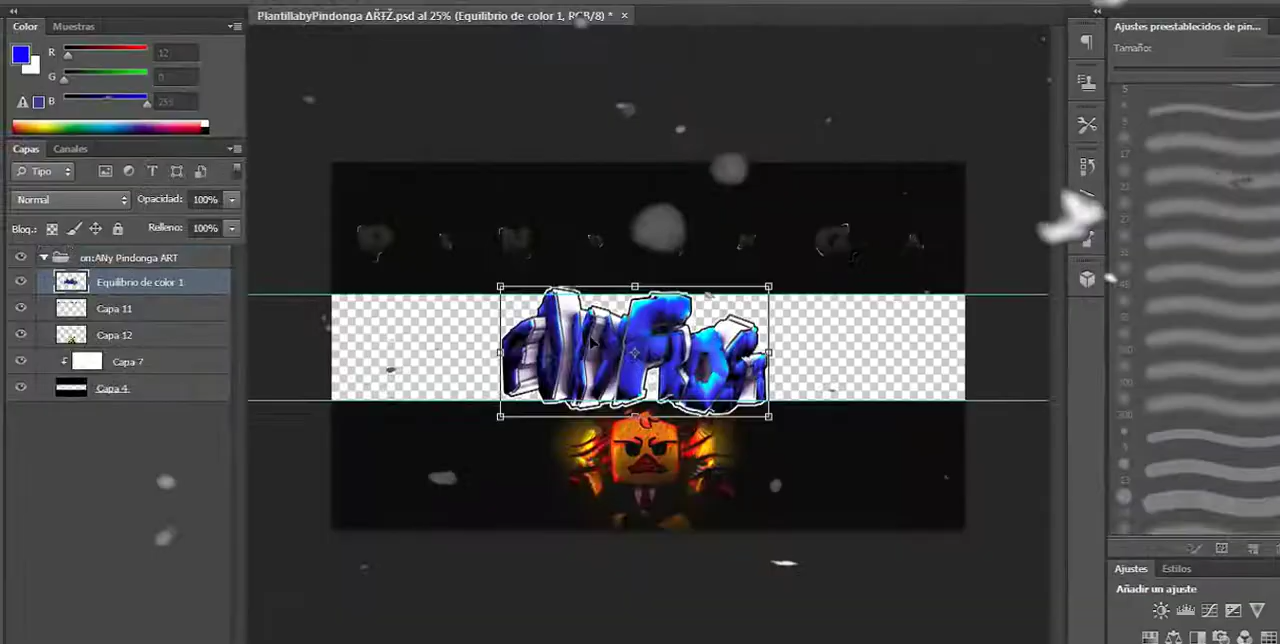 PlantillabyPindonga ΔŘŦŽ.psd al 25% (Equilibrio de color 1, RGB/8) *
Color
Muestras
R
12
G
0
B
255
Capas
Canales
Tipo
Normal
Opacidad:
100%
Bloq.:
Relleno:
100%
on:ANy Pindonga ART
Equilibrio de color 1
Capa 11
Capa 12
Capa 7
Capa 4
Ajustes preestablecidos de pin...
Tamaño:
Ajustes
Estilos
Añadir un ajuste